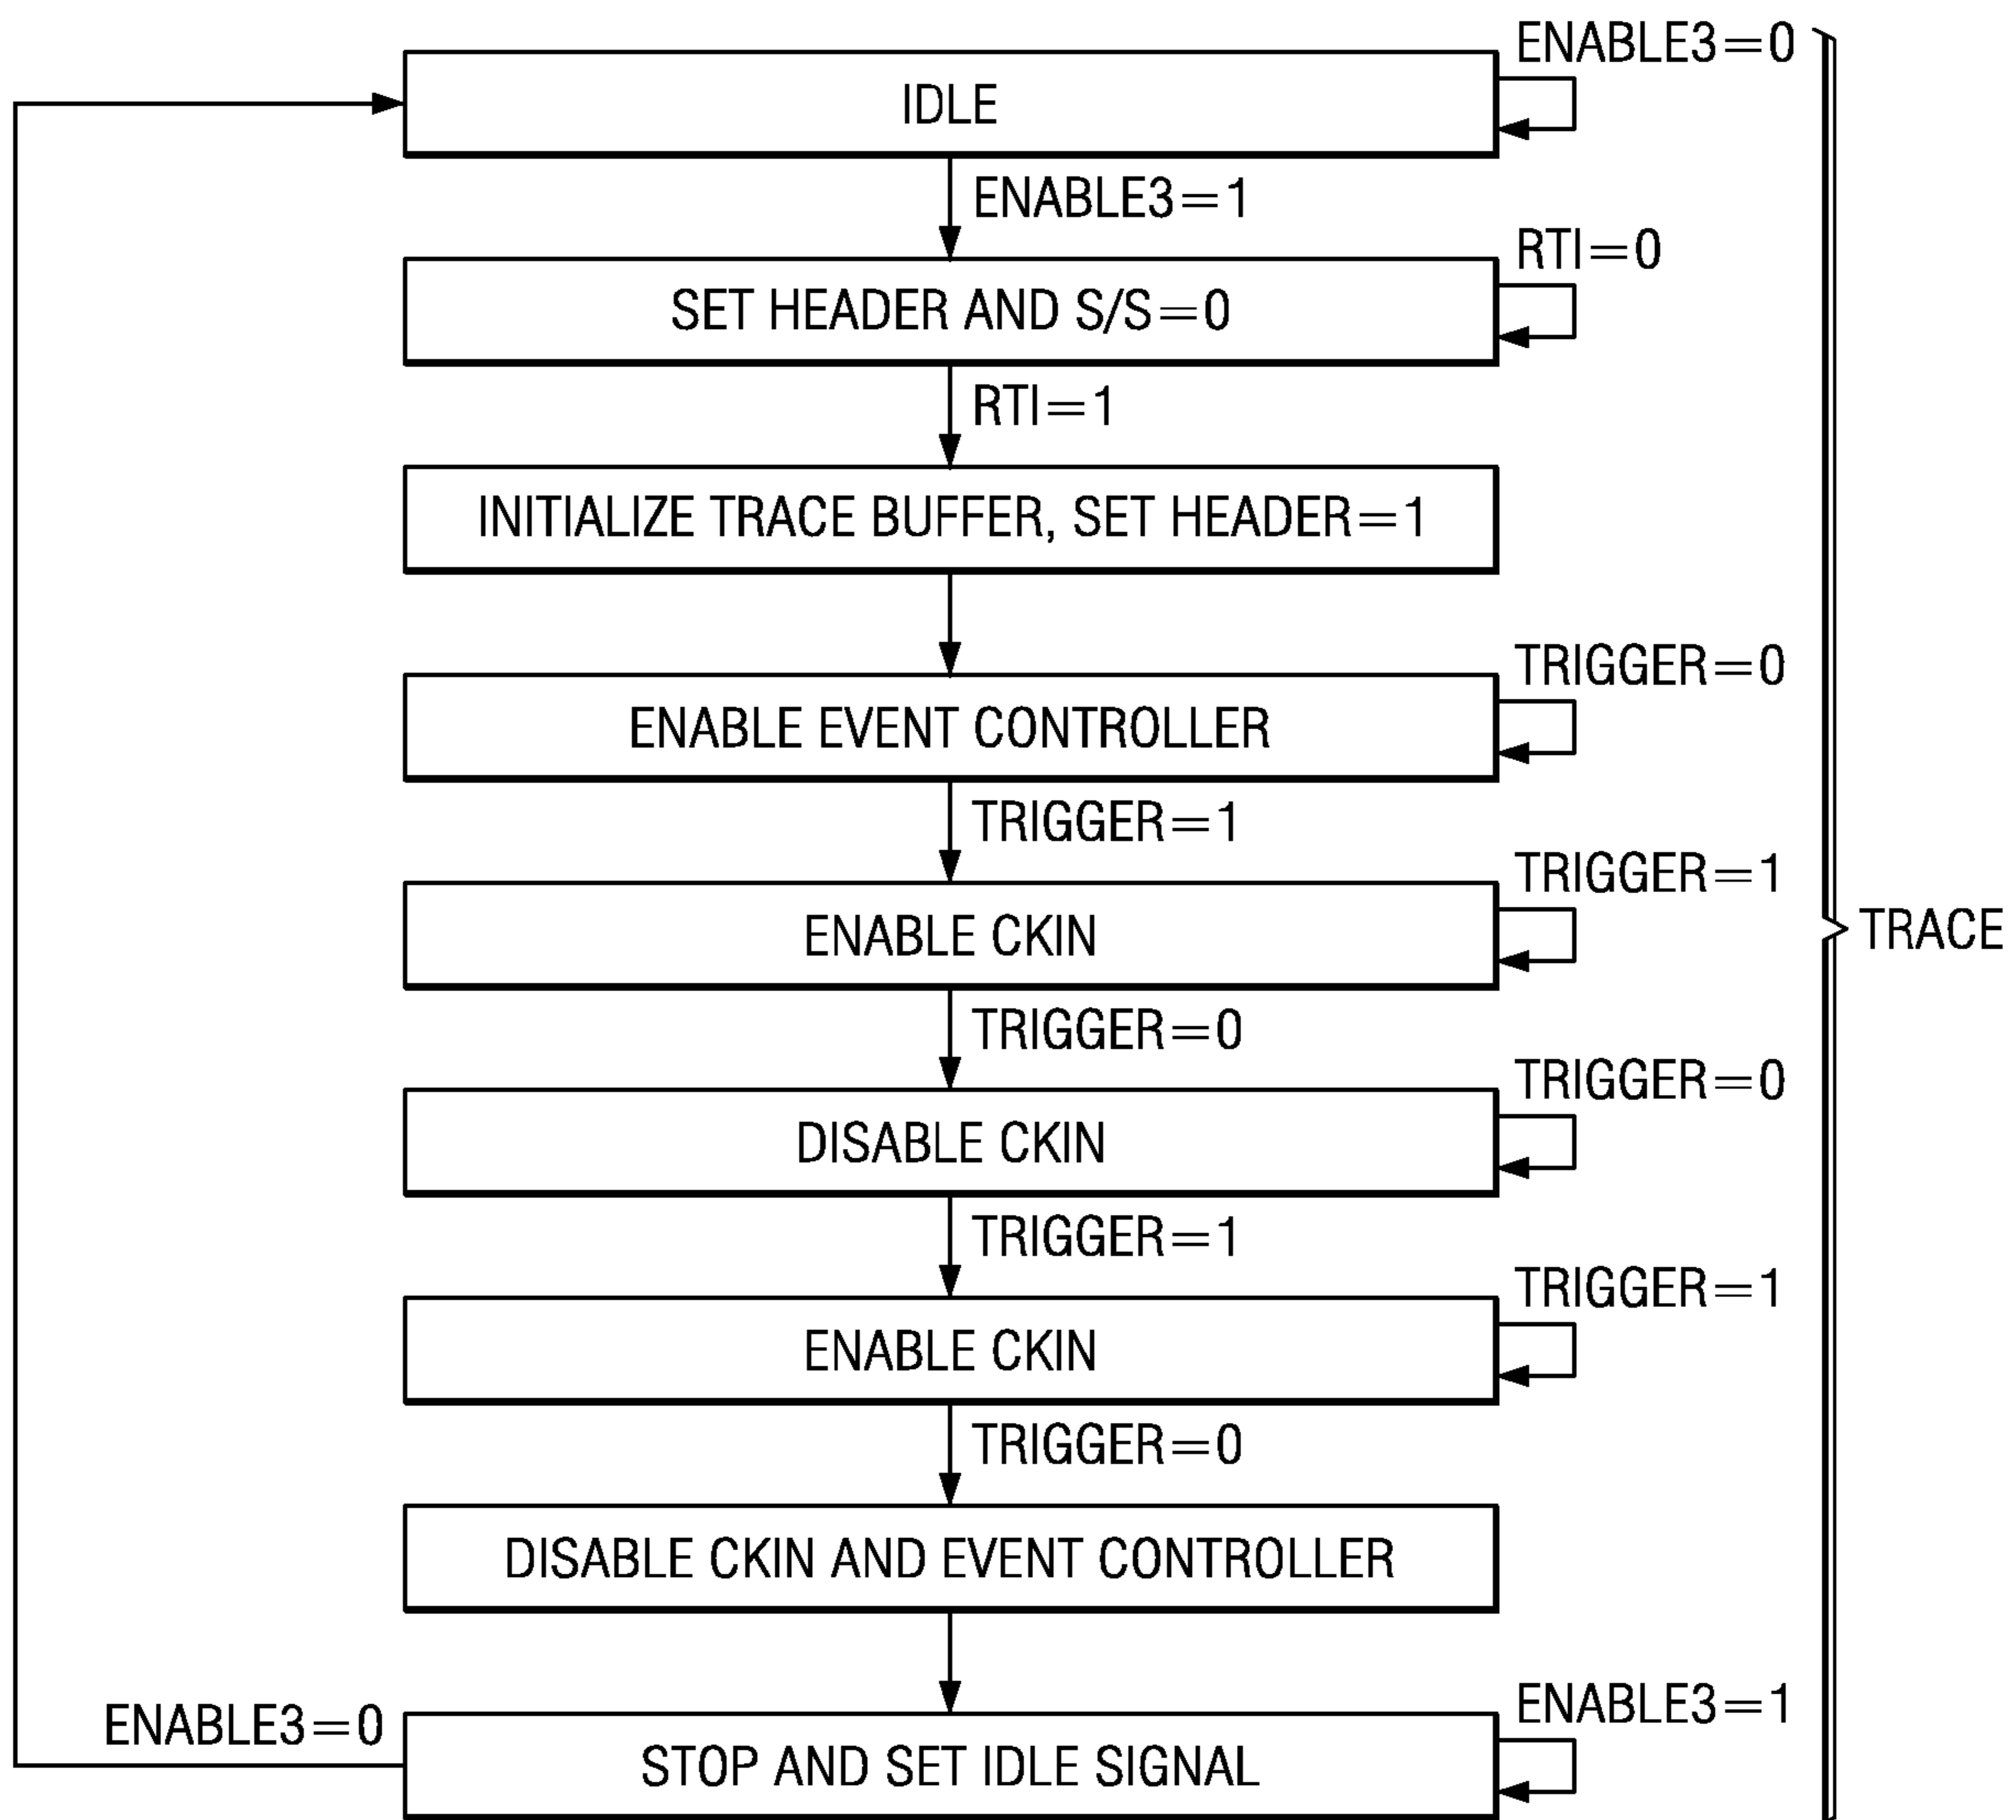 ENABLE3=0
IDLE
ENABLE3=1
RTI=0
SET HEADER AND S/S=0
RTI=1
INITIALIZE TRACE BUFFER, SET HEADER=1
TRIGGER=0
ENABLE EVENT CONTROLLER
TRIGGER=1
TRIGGER=1
ENABLE CKIN
TRACE
TRIGGER=0
TRIGGER=0
DISABLE CKIN
TRIGGER=1
TRIGGER=1
ENABLE CKIN
TRIGGER=0
DISABLE CKIN AND EVENT CONTROLLER
ENABLE3=0
ENABLE3=1
STOP AND SET IDLE SIGNAL